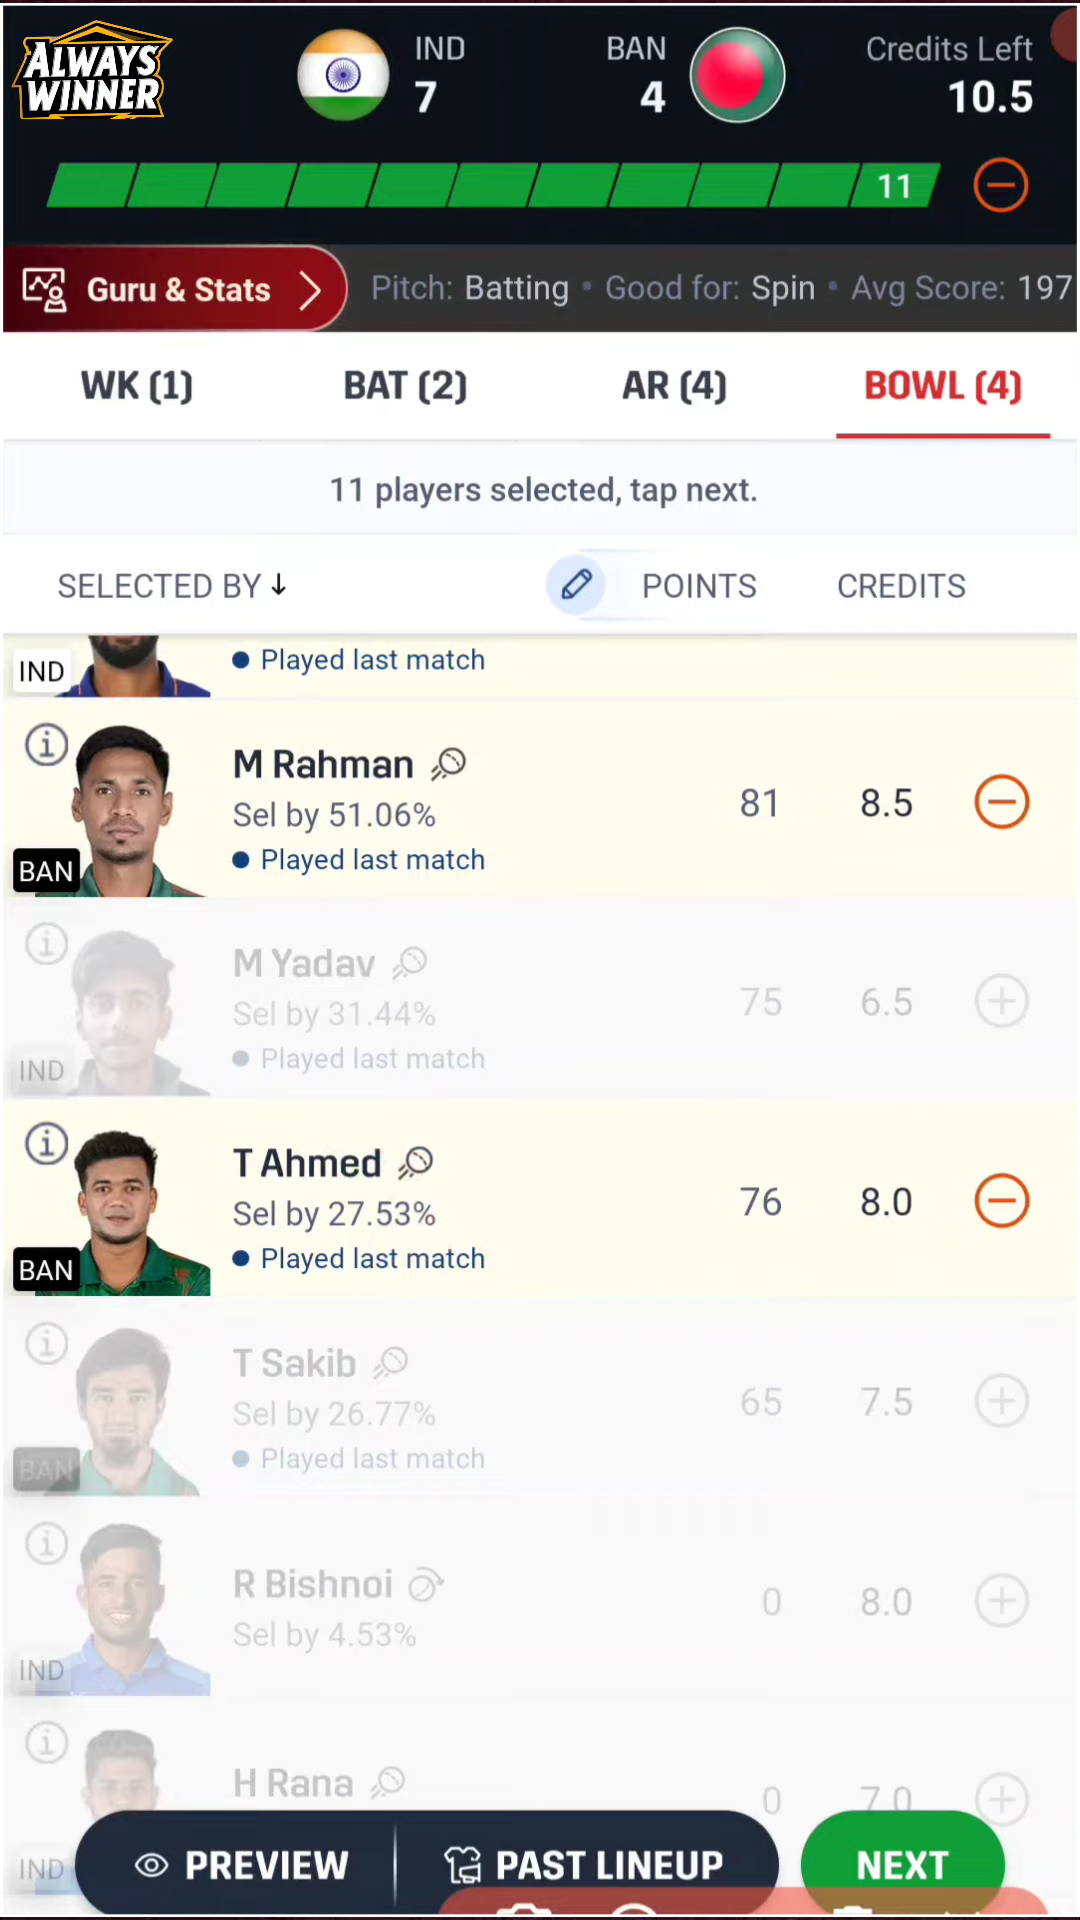 ALWAYS
WINNER
IND
7
BAN
4
Credits Left
10.5
11
Guru & Stats
Pitch: Batting • Good for: Spin • Avg Score: 197
WK (1)
BAT (2)
AR (4)
BOWL (4)
11 players selected, tap next.
SELECTED BY ↓
POINTS
CREDITS
IND
Played last match
M Rahman
Sel by 51.06%
Played last match
BAN
81
8.5
M Yadav
Sel by 31.44%
Played last match
IND
75
6.5
T Ahmed
Sel by 27.53%
Played last match
BAN
76
8.0
T Sakib
Sel by 26.77%
Played last match
BAN
65
7.5
R Bishnoi
Sel by 4.53%
IND
0
8.0
H Rana
IND
0
7.0
PREVIEW
PAST LINEUP
NEXT